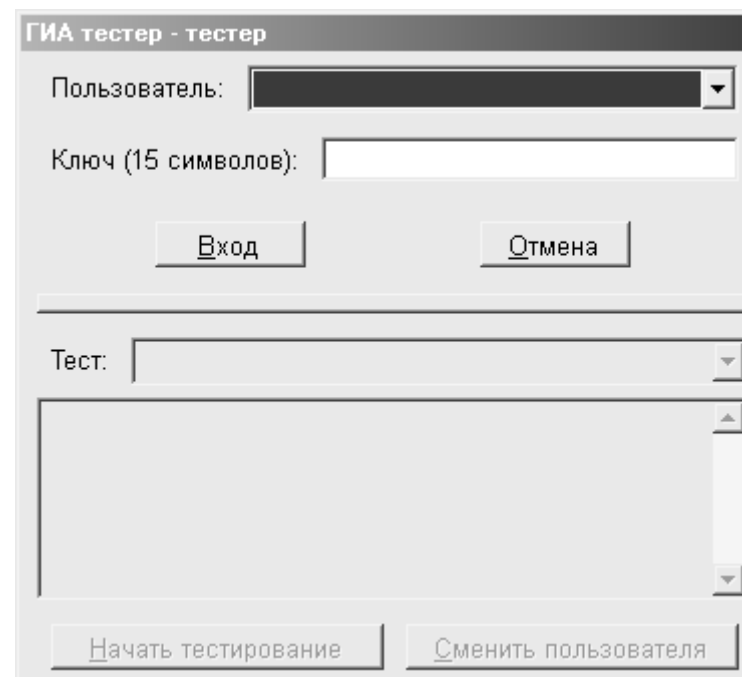 ГИА тестер - тестер
Пользователь:
Ключ (15 символов):
Вход Отмена
Тест:
Начать тестирование Сменить пользователя